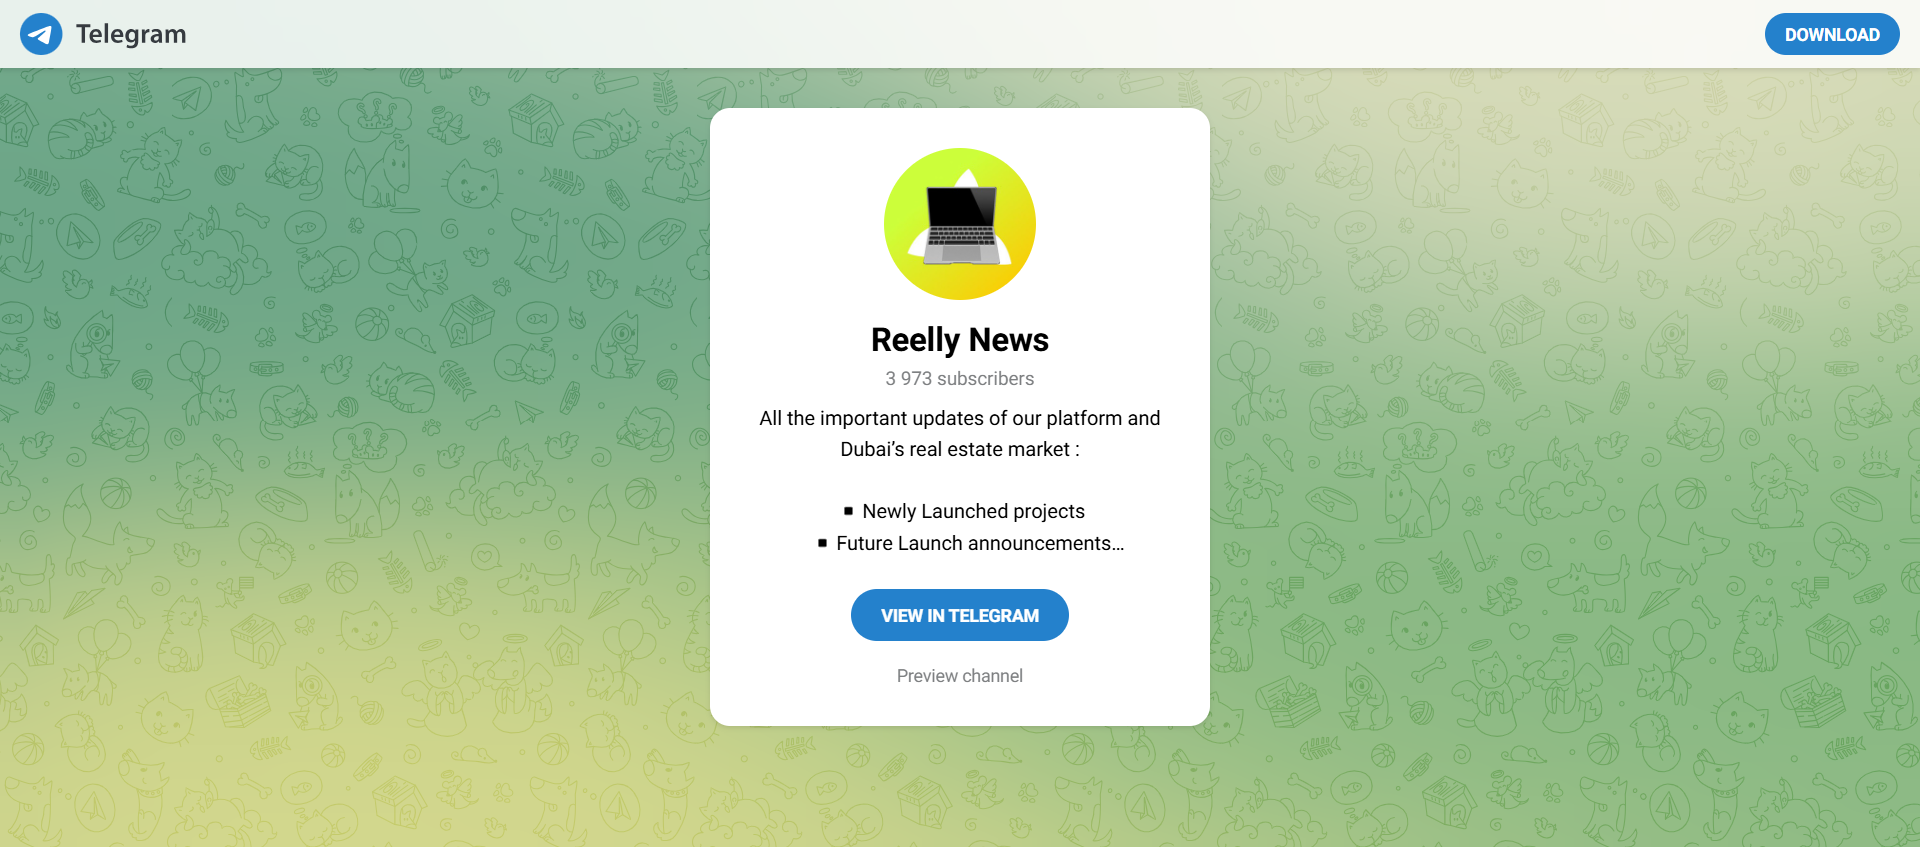 Telegram
DOWNLOAD
Reelly News
3 973 subscribers
All the important updates of our platform and
Dubai’s real estate market :
▪ Newly Launched projects
▪ Future Launch announcements…
VIEW IN TELEGRAM
Preview channel